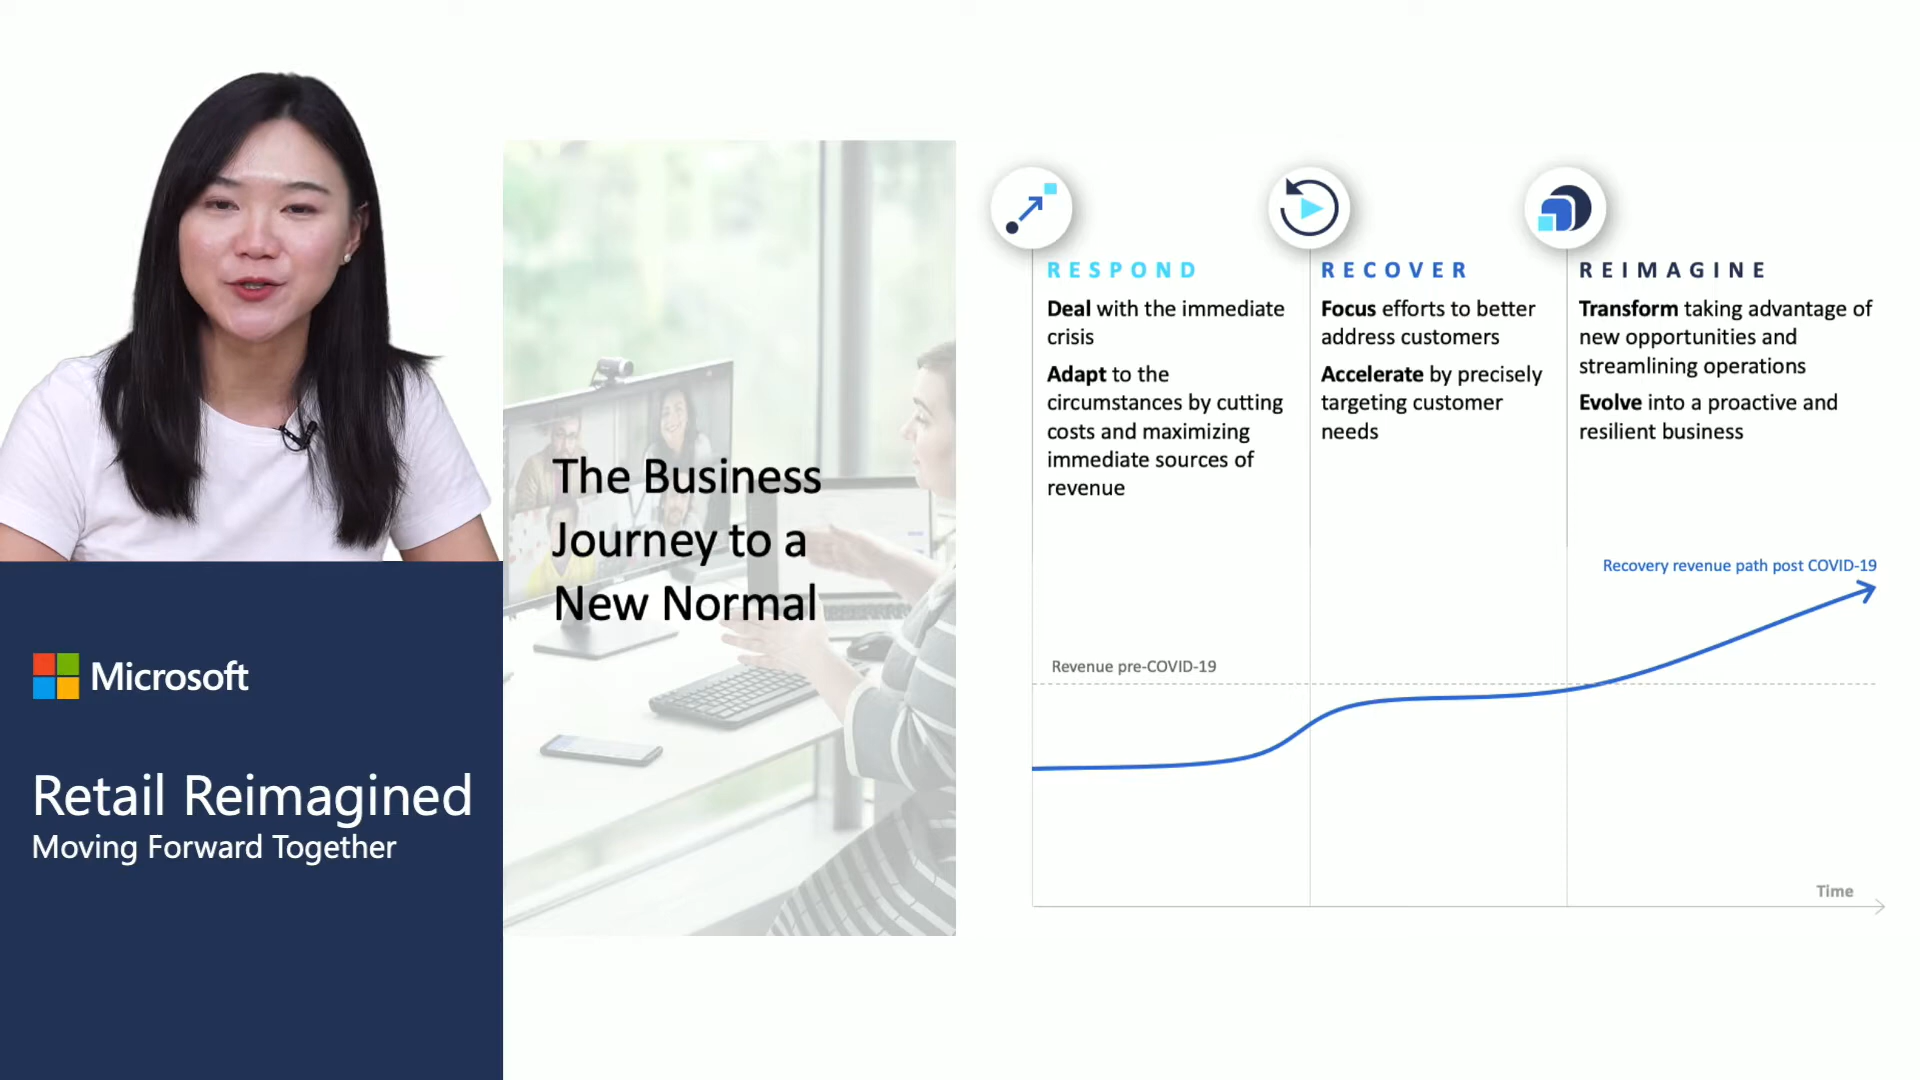 Microsoft
Retail Reimagined
Moving Forward Together
The Business
Journey to a
New Normal
RESPOND
Deal with the immediate
crisis
Adapt to the
circumstances by cutting
costs and maximizing
immediate sources of
revenue
RECOVER
Focus efforts to better
address customers
Accelerate by precisely
targeting customer
needs
REIMAGINE
Transform taking advantage of
new opportunities and
streamlining operations
Evolve into a proactive and
resilient business
Recovery revenue path post COVID-19
Revenue pre-COVID-19
Time